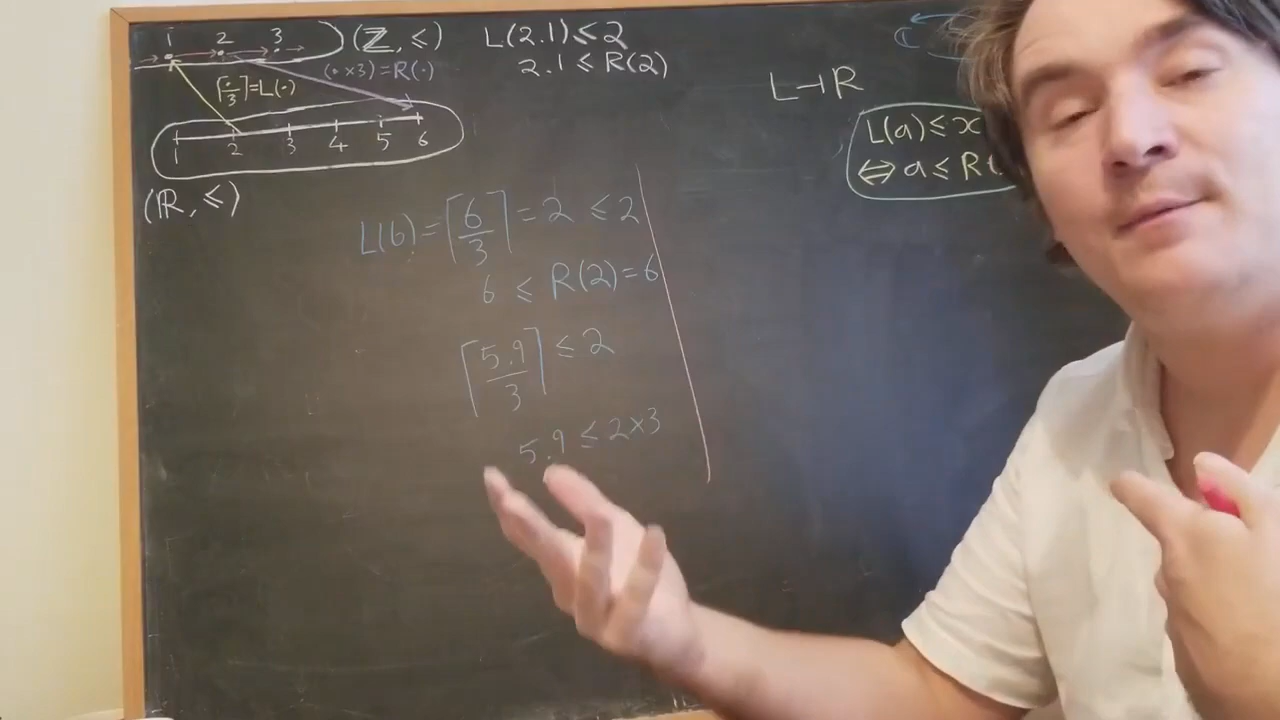 1 2 3
(ℤ, ≤)
(· ×3) = R(·)
⌈·/3⌉ = L(·)
1 2 3 4 5 6
(ℝ, ≤)
L(2.1) ≤ 2
2.1 ≤ R(2)
L ⊣ R
L(a) ≤ x
⟺ a ≤ R(
L(6) = ⌈6/3⌉ = 2 ≤ 2
6 ≤ R(2) = 6
⌈5.9/3⌉ ≤ 2
5.9 ≤ 2×3